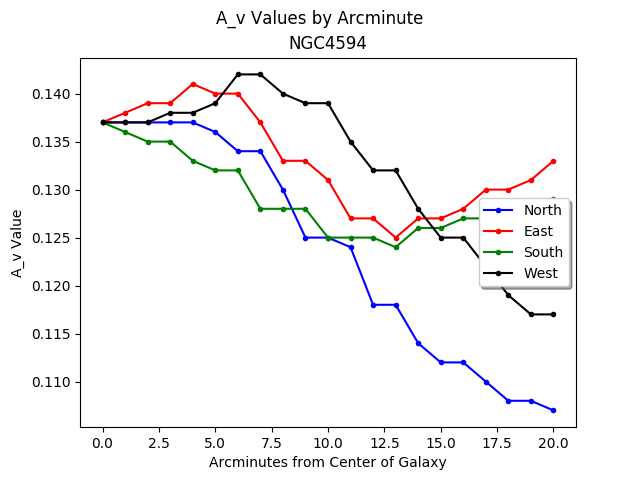 A_v Values by Arcminute
NGC4594
0.140
0.135
0.130
0.125
0.120
0.115
0.110
A_v Value
North
East
South
West
0.0 2.5 5.0 7.5 10.0 12.5 15.0 17.5 20.0
Arcminutes from Center of Galaxy